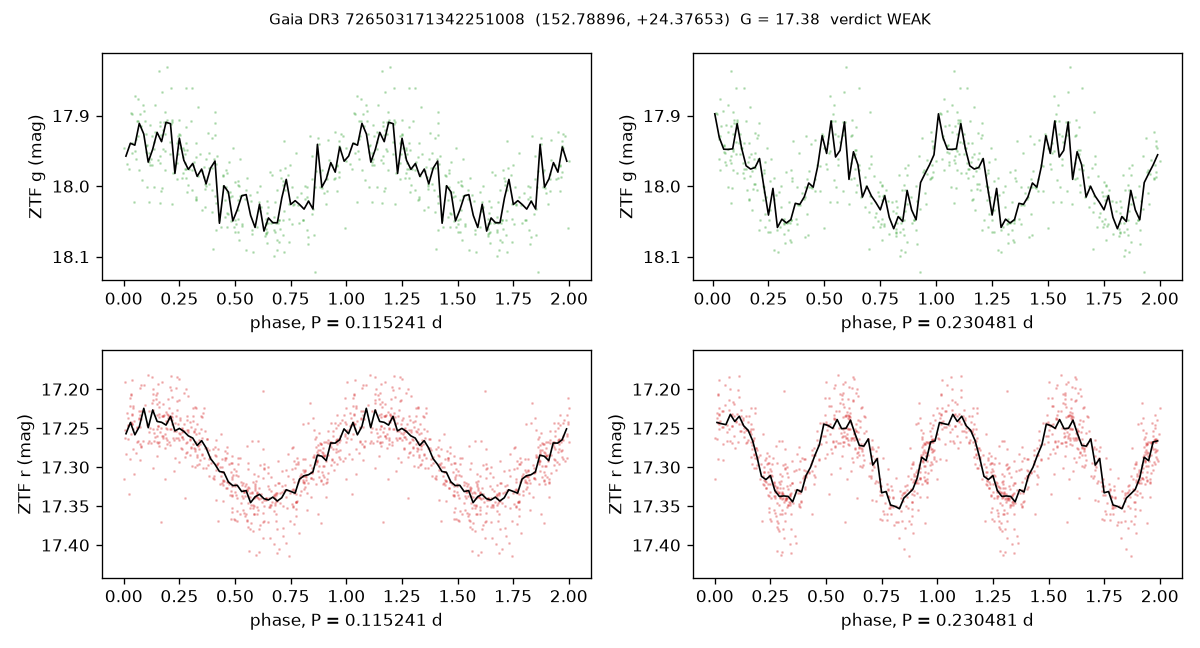 Gaia DR3 726503171342251008  (152.78896, +24.37653)  G = 17.38  verdict WEAK
ZTF g (mag)
17.9
18.0
18.1
0.00 0.25 0.50 0.75 1.00 1.25 1.50 1.75 2.00
phase, P = 0.115241 d
ZTF g (mag)
17.9
18.0
18.1
0.00 0.25 0.50 0.75 1.00 1.25 1.50 1.75 2.00
phase, P = 0.230481 d
ZTF r (mag)
17.20
17.25
17.30
17.35
17.40
0.00 0.25 0.50 0.75 1.00 1.25 1.50 1.75 2.00
phase, P = 0.115241 d
ZTF r (mag)
17.20
17.25
17.30
17.35
17.40
0.00 0.25 0.50 0.75 1.00 1.25 1.50 1.75 2.00
phase, P = 0.230481 d